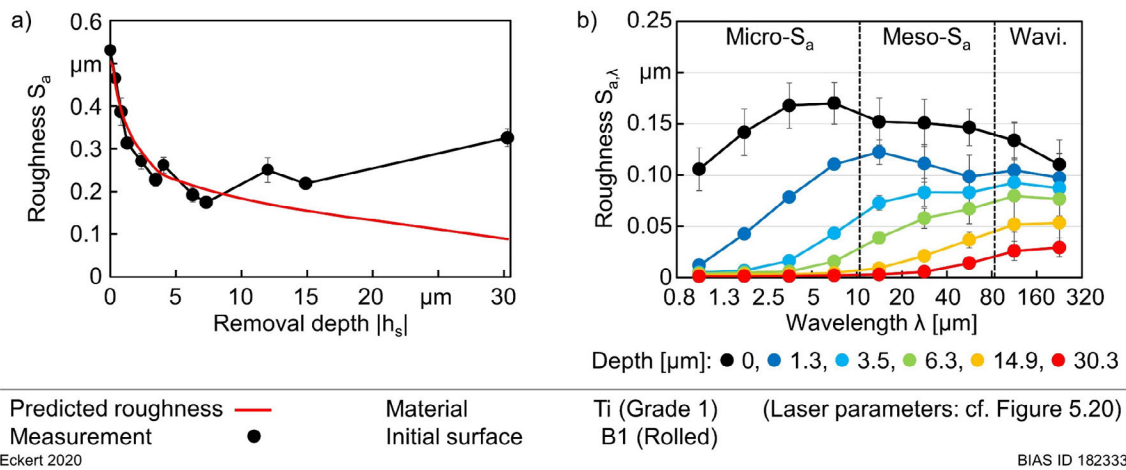 a)
0.6
μm
0.4
0.3
0.2
0.1
0
Roughness Sa
0 5 10 15 20 μm 30
Removal depth |hs|
b)
0.25
μm
0.15
0.10
0.05
0
Roughness Sa,λ
Micro-Sa Meso-Sa Wavi.
0.8 1.3 2.5 5 10 20 40 80 160 320
Wavelength λ [μm]
Depth [μm]: 0, 1.3, 3.5, 6.3, 14.9, 30.3
Predicted roughness Material Ti (Grade 1) (Laser parameters: cf. Figure 5.20)
Measurement Initial surface B1 (Rolled)
Eckert 2020 BIAS ID 182333